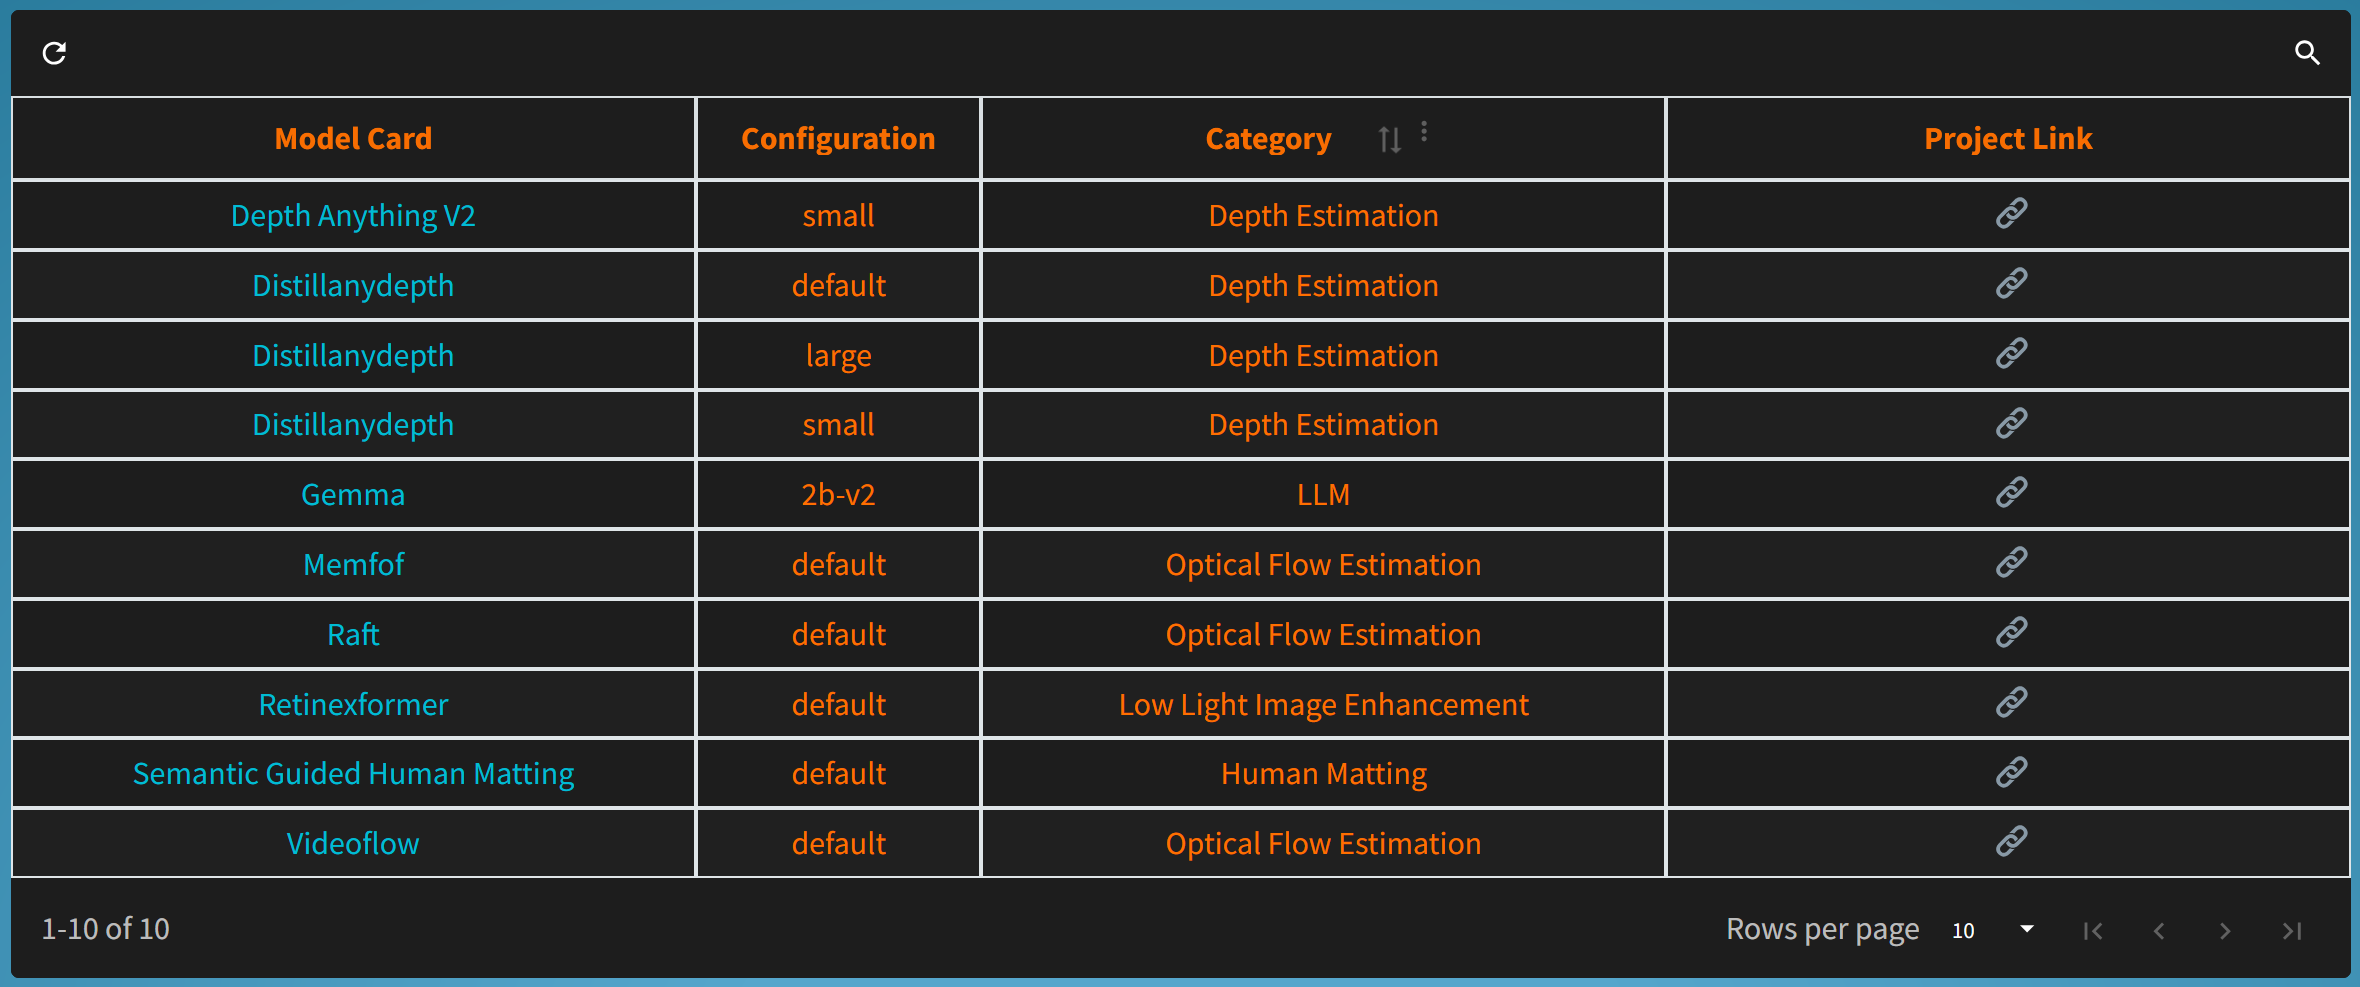 Model Card Configuration Category Project Link
Depth Anything V2 small Depth Estimation
Distillanydepth default Depth Estimation
Distillanydepth large Depth Estimation
Distillanydepth small Depth Estimation
Gemma 2b-v2 LLM
Memfof default Optical Flow Estimation
Raft default Optical Flow Estimation
Retinexformer default Low Light Image Enhancement
Semantic Guided Human Matting default Human Matting
Videoflow default Optical Flow Estimation
1-10 of 10 Rows per page 10